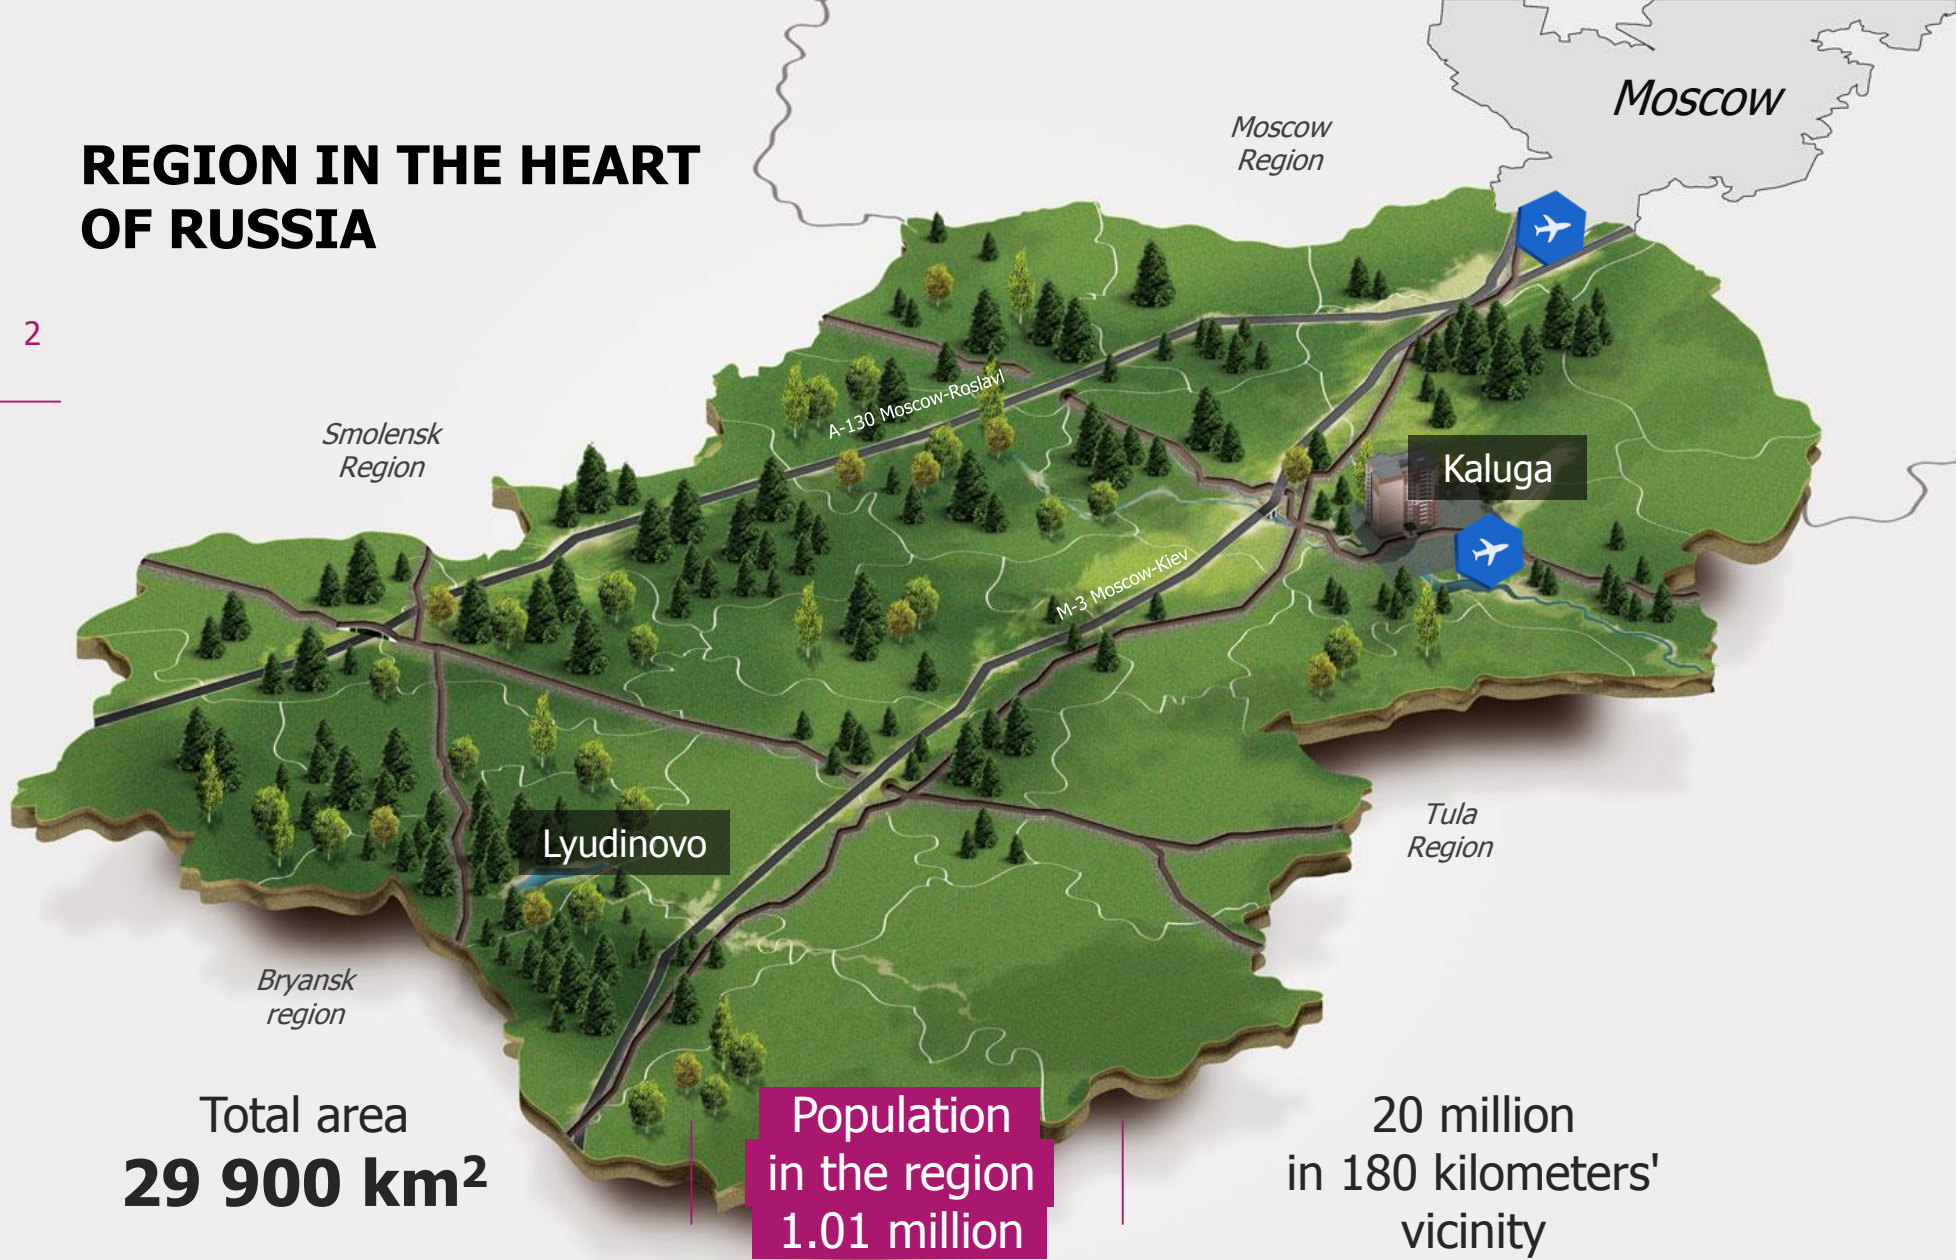 Moscow
Moscow
Region
REGION IN THE HEART
OF RUSSIA
2
A-130 Moscow-Roslavl
Smolensk
Region
Kaluga
M-3 Moscow-Kiev
Lyudinovo
Tula
Region
Bryansk
region
Total area
29 900 km²
Population
in the region
1.01 million
20 million
in 180 kilometers'
vicinity